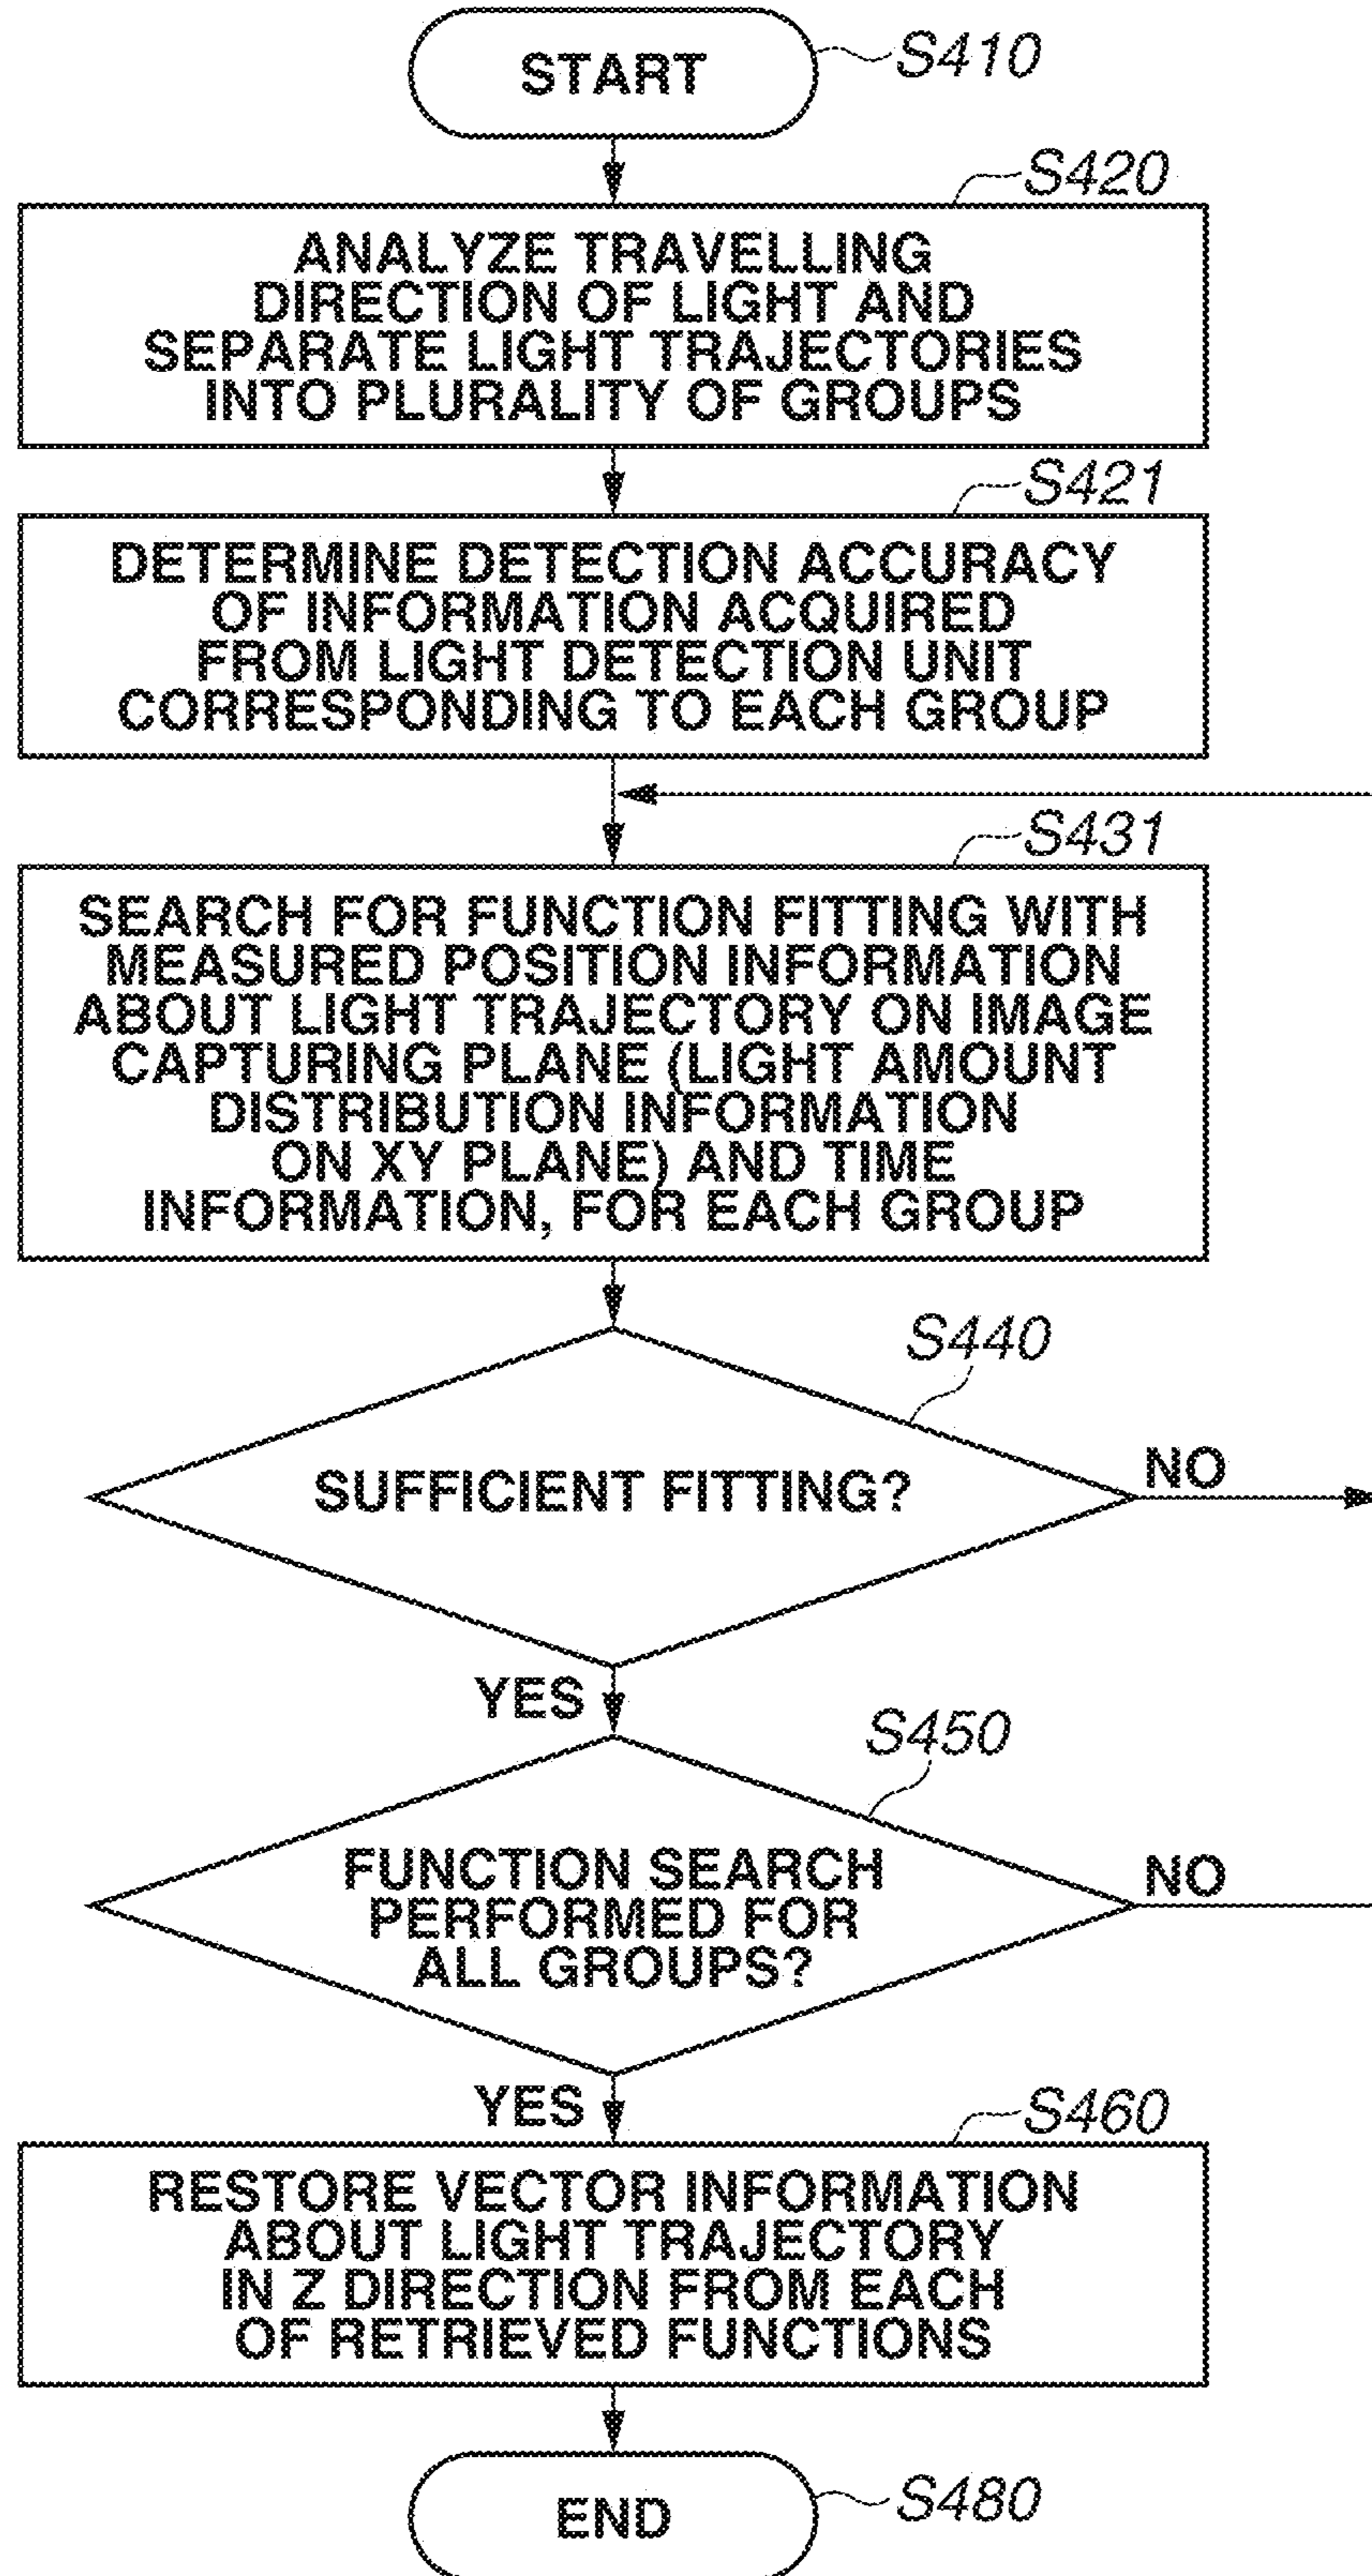 START
S410
S420
ANALYZE TRAVELLING
DIRECTION OF LIGHT AND
SEPARATE LIGHT TRAJECTORIES
INTO PLURALITY OF GROUPS
S421
DETERMINE DETECTION ACCURACY
OF INFORMATION ACQUIRED
FROM LIGHT DETECTION UNIT
CORRESPONDING TO EACH GROUP
S431
SEARCH FOR FUNCTION FITTING WITH
MEASURED POSITION INFORMATION
ABOUT LIGHT TRAJECTORY ON IMAGE
CAPTURING PLANE (LIGHT AMOUNT
DISTRIBUTION INFORMATION
ON XY PLANE) AND TIME
INFORMATION, FOR EACH GROUP
S440
SUFFICIENT FITTING?
NO
YES
S450
FUNCTION SEARCH
PERFORMED FOR
ALL GROUPS?
NO
YES
S460
RESTORE VECTOR INFORMATION
ABOUT LIGHT TRAJECTORY
IN Z DIRECTION FROM EACH
OF RETRIEVED FUNCTIONS
END
S480